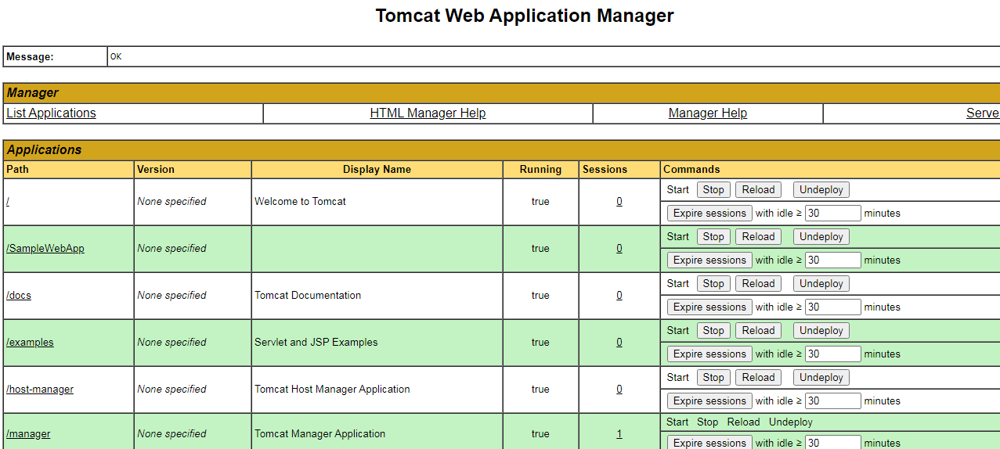 Tomcat Web Application Manager
Message: OK
Manager
List Applications HTML Manager Help Manager Help Serve
Applications
Path Version Display Name Running Sessions Commands
/ None specified Welcome to Tomcat true 0 Start Stop Reload Undeploy
Expire sessions with idle ≥ 30 minutes
/SampleWebApp None specified true 0 Start Stop Reload Undeploy
Expire sessions with idle ≥ 30 minutes
/docs None specified Tomcat Documentation true 0 Start Stop Reload Undeploy
Expire sessions with idle ≥ 30 minutes
/examples None specified Servlet and JSP Examples true 0 Start Stop Reload Undeploy
Expire sessions with idle ≥ 30 minutes
/host-manager None specified Tomcat Host Manager Application true 0 Start Stop Reload Undeploy
Expire sessions with idle ≥ 30 minutes
/manager None specified Tomcat Manager Application true 1 Start Stop Reload Undeploy
Expire sessions with idle ≥ 30 minutes